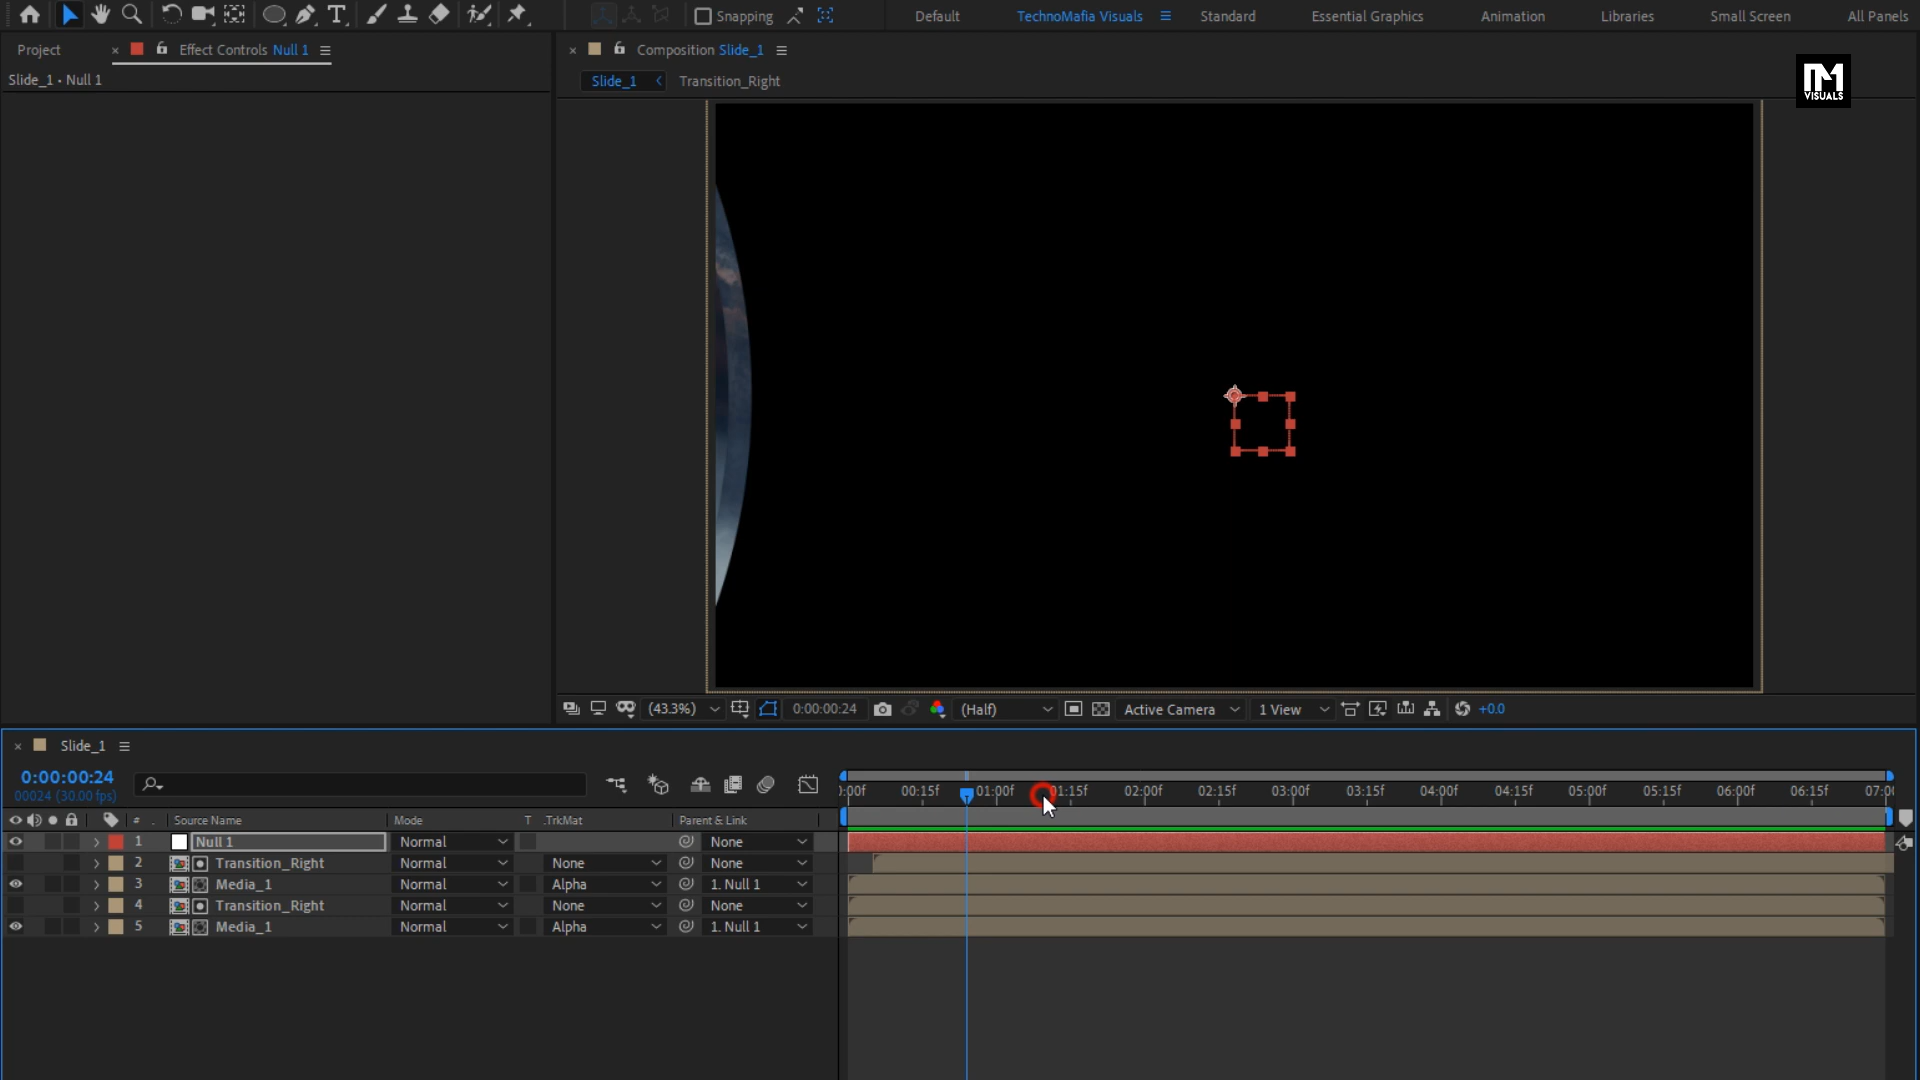 Snapping
Default
TechnoMafia Visuals
Standard
Essential Graphics
Animation
Libraries
Small Screen
All Panels
Project
Effect Controls Null 1
Composition Slide_1
Slide_1 • Null 1
Slide_1
Transition_Right
VISUALS
(43.3%)
0:00:00:24
(Half)
Active Camera
1 View
+0.0
Slide_1
0:00:00:24
00024 (30.00 fps)
:00f 00:15f 01:00f 01:15f 02:00f 02:15f 03:00f 03:15f 04:00f 04:15f 05:00f 05:15f 06:00f 06:15f 07:0
# Source Name Mode T .TrkMat Parent & Link
1 Null 1 Normal None
2 Transition_Right Normal None None
3 Media_1 Normal Alpha 1. Null 1
4 Transition_Right Normal None None
5 Media_1 Normal Alpha 1. Null 1